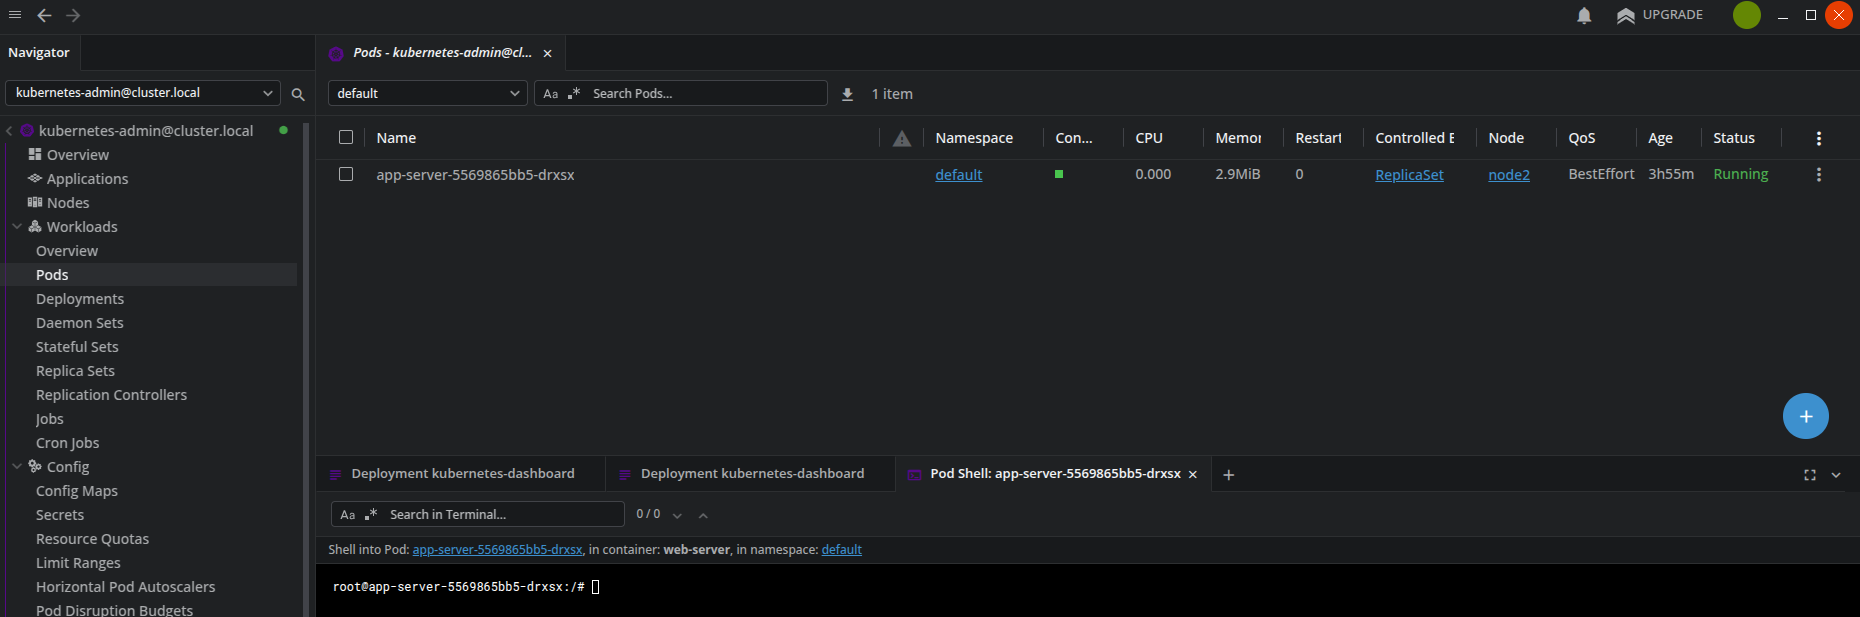 UPGRADE
Navigator
Pods - kubernetes-admin@cl...
kubernetes-admin@cluster.local
default
Aa .* Search Pods...
1 item
kubernetes-admin@cluster.local
Overview
Applications
Nodes
Workloads
Overview
Pods
Deployments
Daemon Sets
Stateful Sets
Replica Sets
Replication Controllers
Jobs
Cron Jobs
Config
Config Maps
Secrets
Resource Quotas
Limit Ranges
Horizontal Pod Autoscalers
Pod Disruption Budgets
Name Namespace Con... CPU Memor Restart Controlled E Node QoS Age Status
app-server-5569865bb5-drxsx default 0.000 2.9MiB 0 ReplicaSet node2 BestEffort 3h55m Running
Deployment kubernetes-dashboard Deployment kubernetes-dashboard Pod Shell: app-server-5569865bb5-drxsx
Aa .* Search in Terminal... 0 / 0
Shell into Pod: app-server-5569865bb5-drxsx, in container: web-server, in namespace: default
root@app-server-5569865bb5-drxsx:/#